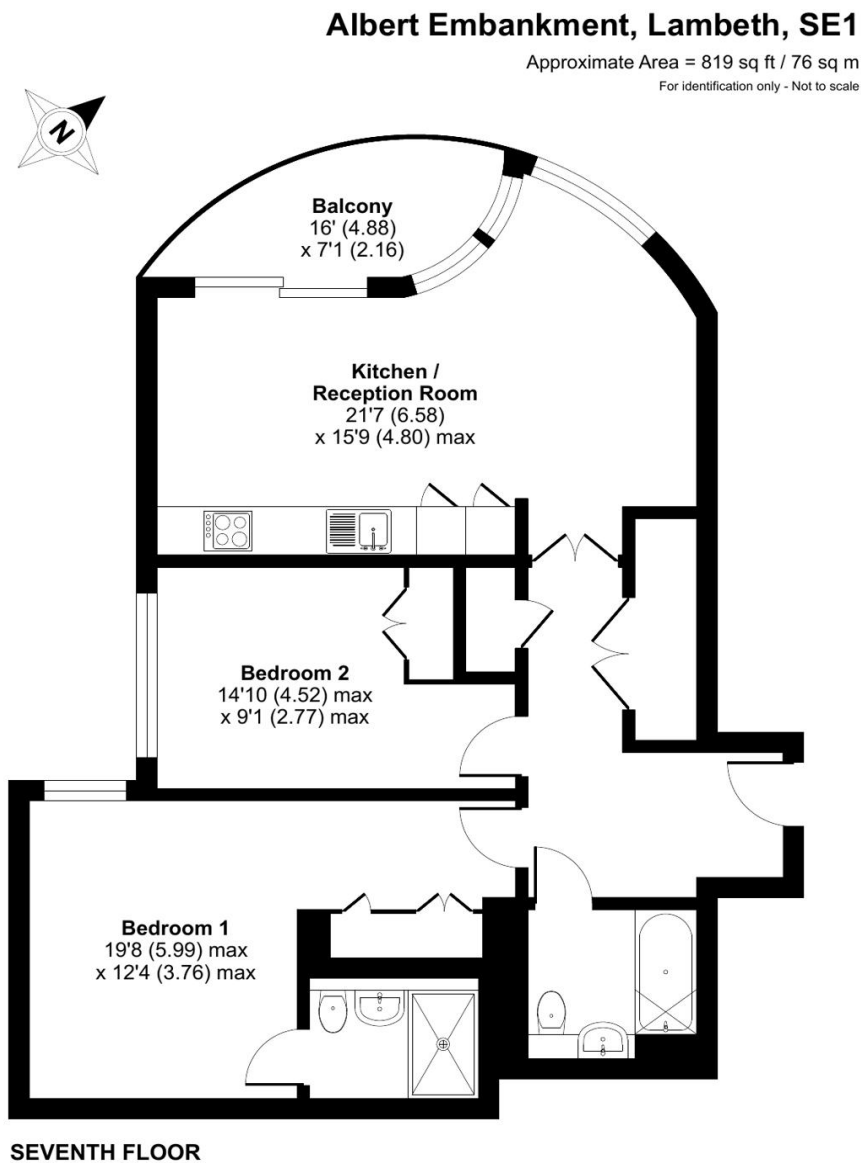 Albert Embankment, Lambeth, SE1
Approximate Area = 819 sq ft / 76 sq m
For identification only - Not to scale
N
Balcony
16' (4.88)
x 7'1 (2.16)
Kitchen /
Reception Room
21'7 (6.58)
x 15'9 (4.80) max
Bedroom 2
14'10 (4.52) max
x 9'1 (2.77) max
Bedroom 1
19'8 (5.99) max
x 12'4 (3.76) max
SEVENTH FLOOR